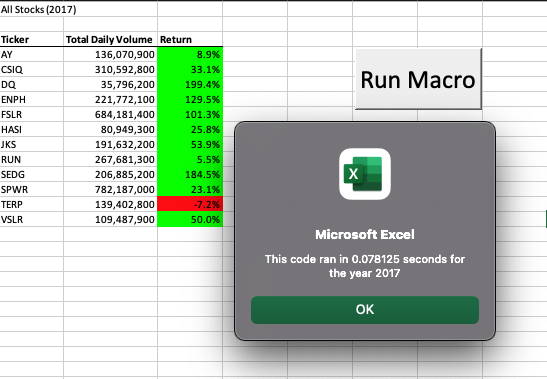 All Stocks (2017)
Ticker Total Daily Volume Return
AY 136,070,900 8.9%
CSIQ 310,592,800 33.1%
DQ 35,796,200 199.4%
ENPH 221,772,100 129.5%
FSLR 684,181,400 101.3%
HASI 80,949,300 25.8%
JKS 191,632,200 53.9%
RUN 267,681,300 5.5%
SEDG 206,885,200 184.5%
SPWR 782,187,000 23.1%
TERP 139,402,800 -7.2%
VSLR 109,487,900 50.0%
Run Macro
X
Microsoft Excel
This code ran in 0.078125 seconds for
the year 2017
OK